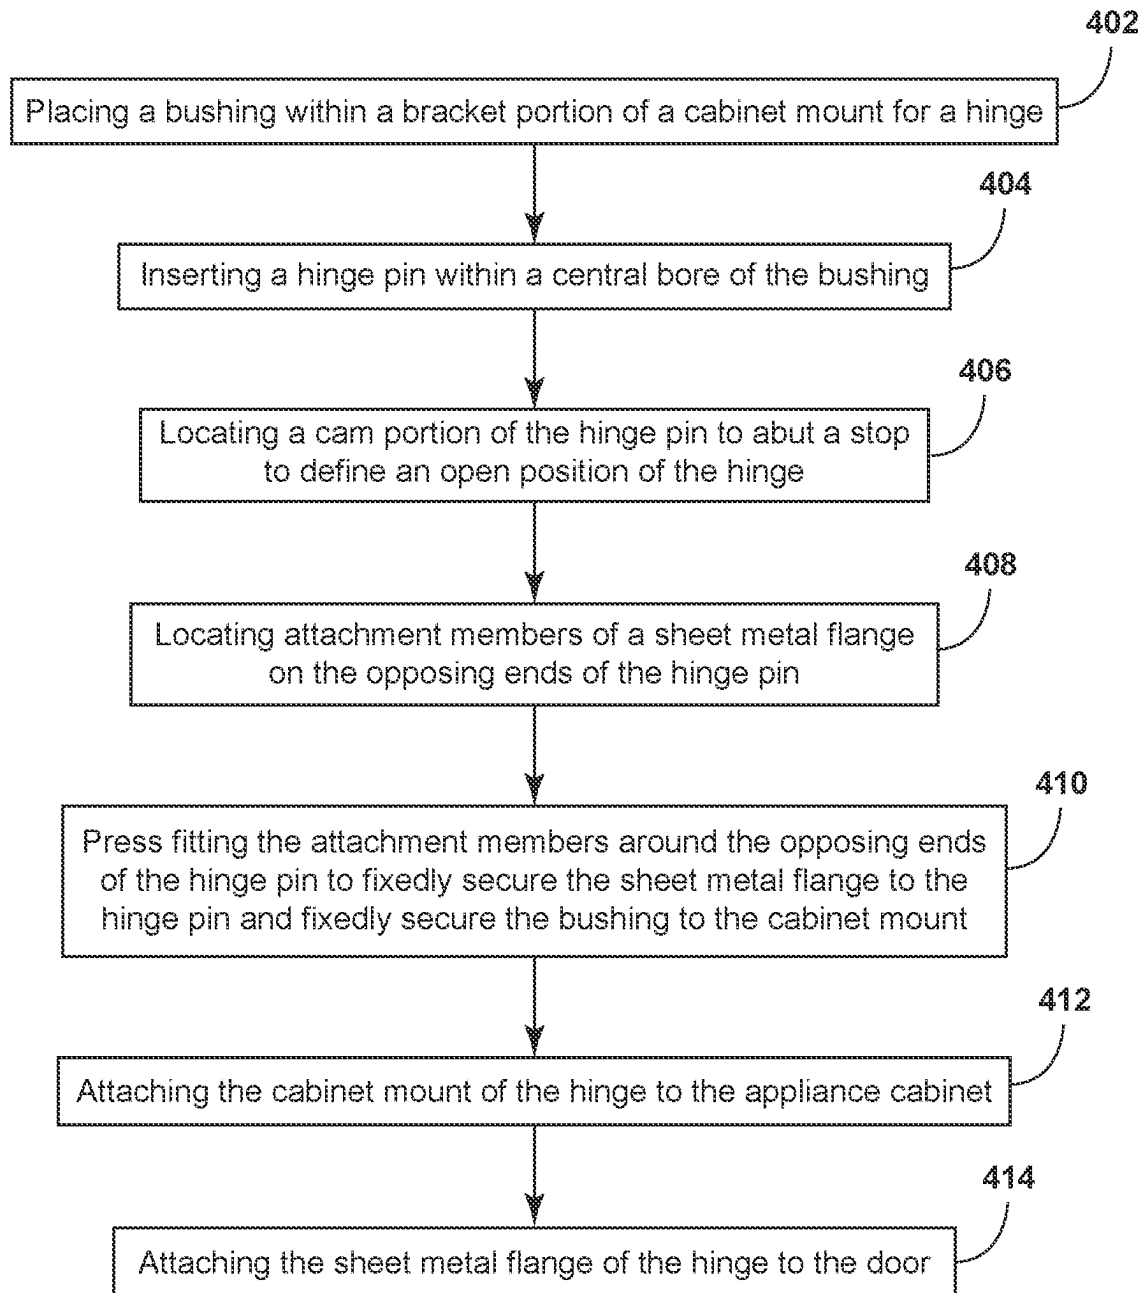 402
Placing a bushing within a bracket portion of a cabinet mount for a hinge
404
Inserting a hinge pin within a central bore of the bushing
406
Locating a cam portion of the hinge pin to abut a stop
to define an open position of the hinge
408
Locating attachment members of a sheet metal flange
on the opposing ends of the hinge pin
410
Press fitting the attachment members around the opposing ends
of the hinge pin to fixedly secure the sheet metal flange to the
hinge pin and fixedly secure the bushing to the cabinet mount
412
Attaching the cabinet mount of the hinge to the appliance cabinet
414
Attaching the sheet metal flange of the hinge to the door